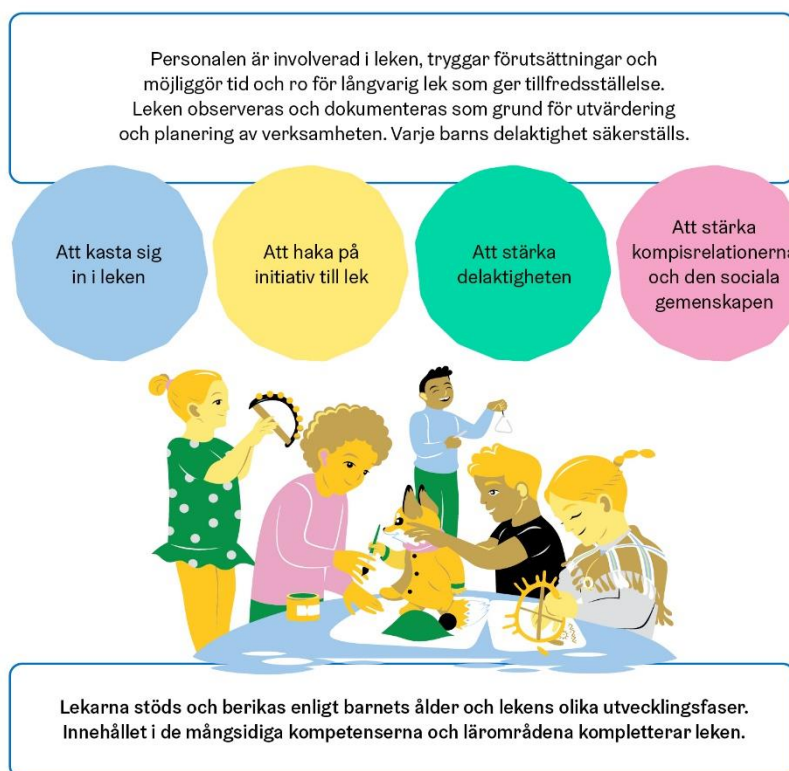 Personalen är involverad i leken, tryggar förutsättningar och
möjliggör tid och ro för långvarig lek som ger tillfredsställelse.
Leken observeras och dokumenteras som grund för utvärdering
och planering av verksamheten. Varje barns delaktighet säkerställs.
Att kasta sig
in i leken
Att haka på
initiativ till lek
Att stärka
delaktigheten
Att stärka
kompisrelationerna
och den sociala
gemenskapen
Lekarna stöds och berikas enligt barnets ålder och lekens olika utvecklingsfaser.
Innehållet i de mångsidiga kompetenserna och lärområdena kompletterar leken.